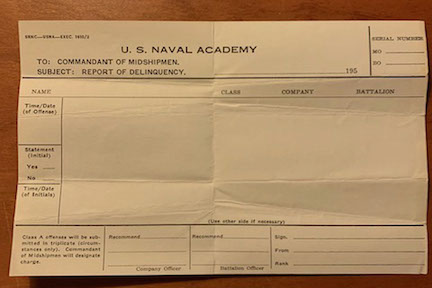 U. S. NAVAL ACADEMY
SERIAL NUMBER
MO
DO
TO: COMMANDANT OF MIDSHIPMEN.
SUBJECT: REPORT OF DELINQUENCY,
195
NAME CLASS COMPANY BATTALION
Time/Date
(of Offense)
Statement
(Initial)
Yes
No
Time/Date
(of Initials)
(Use other side if necessary)
Class A offenses will be sub-
mitted in triplicate (circum-
stances only). Commandant
of Midshipmen will designate
charge.
Recommend
Company Officer
Recommend
Battalion Officer
Sign.
From
Rank